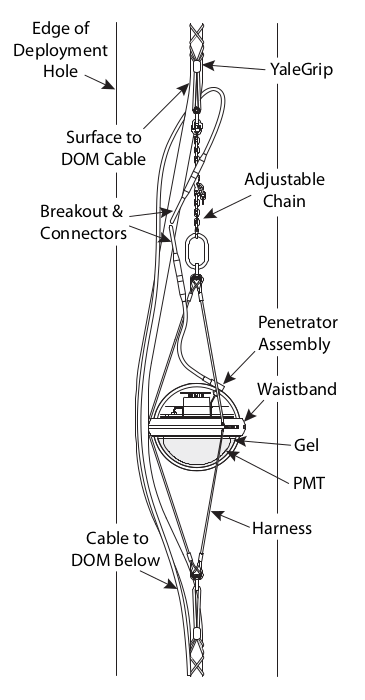 Edge of
Deployment
Hole
YaleGrip
Surface to
DOM Cable
Adjustable
Chain
Breakout &
Connectors
Penetrator
Assembly
Waistband
Gel
PMT
Harness
Cable to
DOM Below